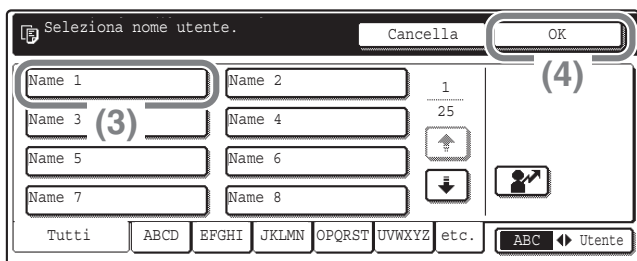 Seleziona nome utente.
Cancella
OK
(4)
Name 1
Name 2
1
25
(3)
Name 3
Name 4
Name 5
Name 6
Name 7
Name 8
Tutti
ABCD
EFGHI
JKLMN
OPQRST
UVWXYZ
etc.
ABC
Utente